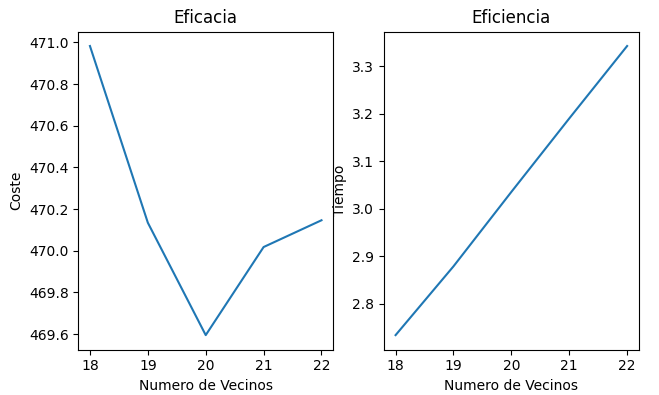 Eficacia
471.0
470.8
470.6
470.4
470.2
470.0
469.8
469.6
Coste
18 19 20 21 22
Numero de Vecinos
Eficiencia
3.3
3.2
3.1
3.0
2.9
2.8
Tiempo
18 19 20 21 22
Numero de Vecinos